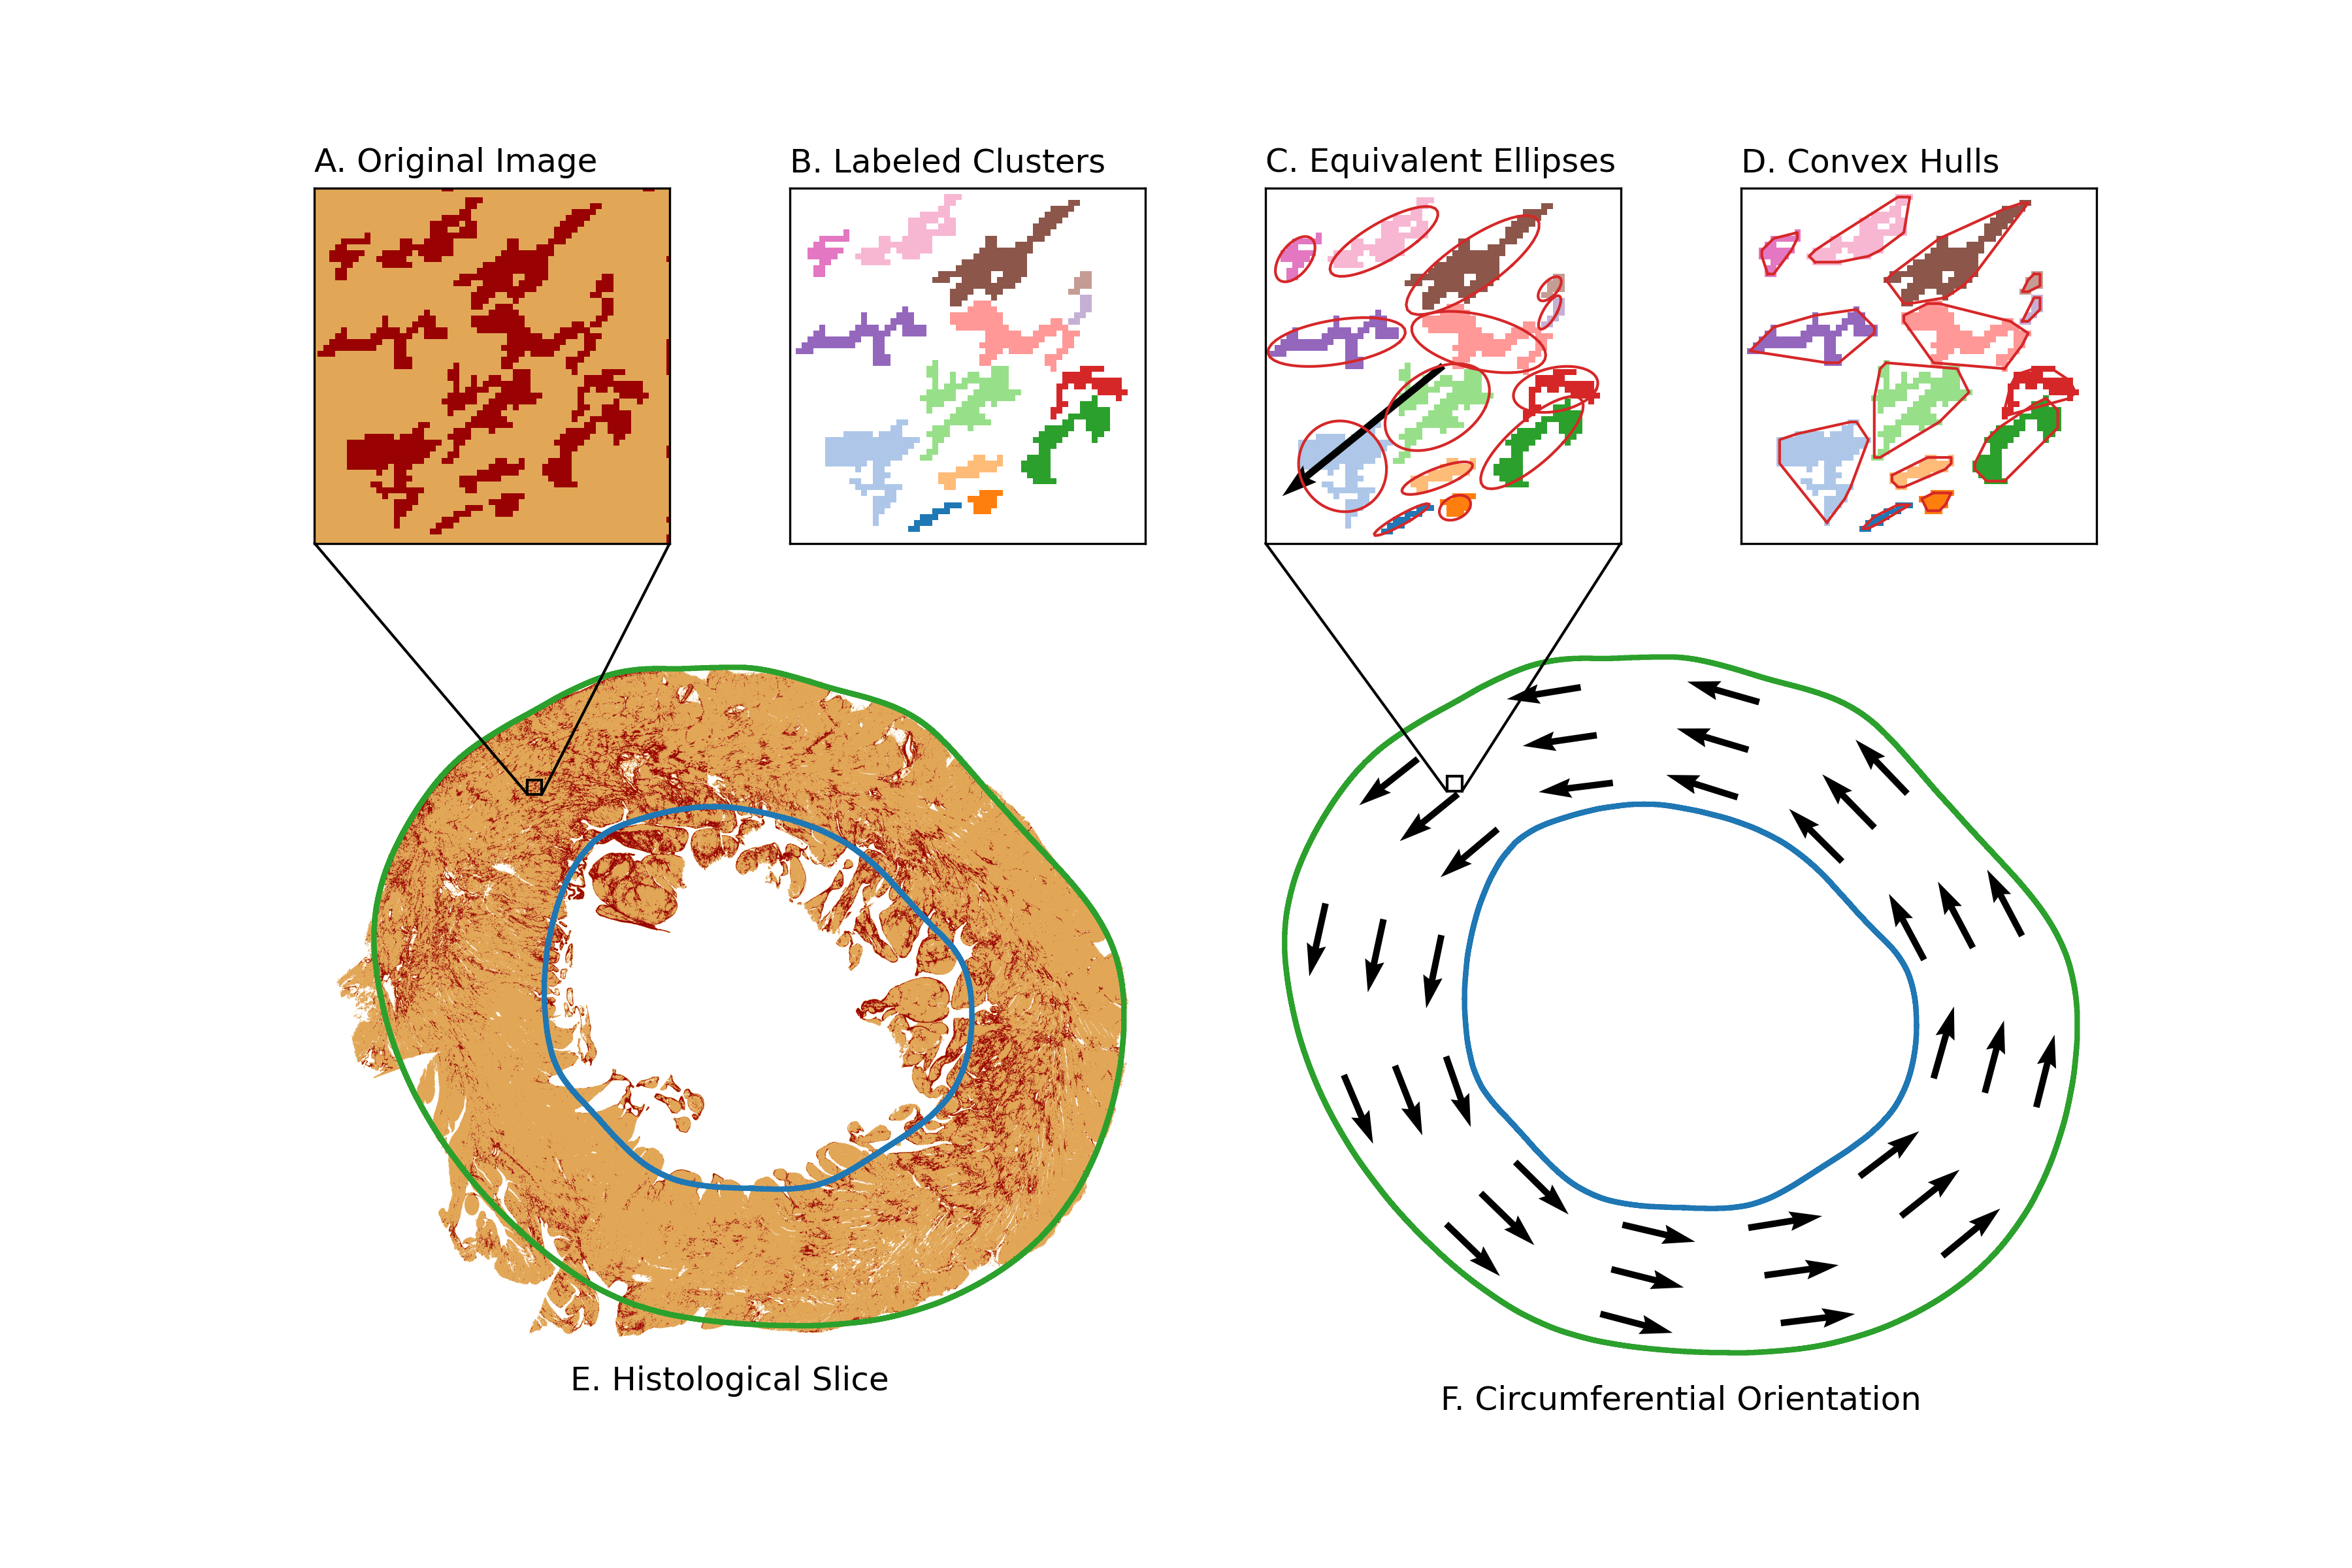 A. Original Image
B. Labeled Clusters
C. Equivalent Ellipses
D. Convex Hulls
E. Histological Slice
F. Circumferential Orientation